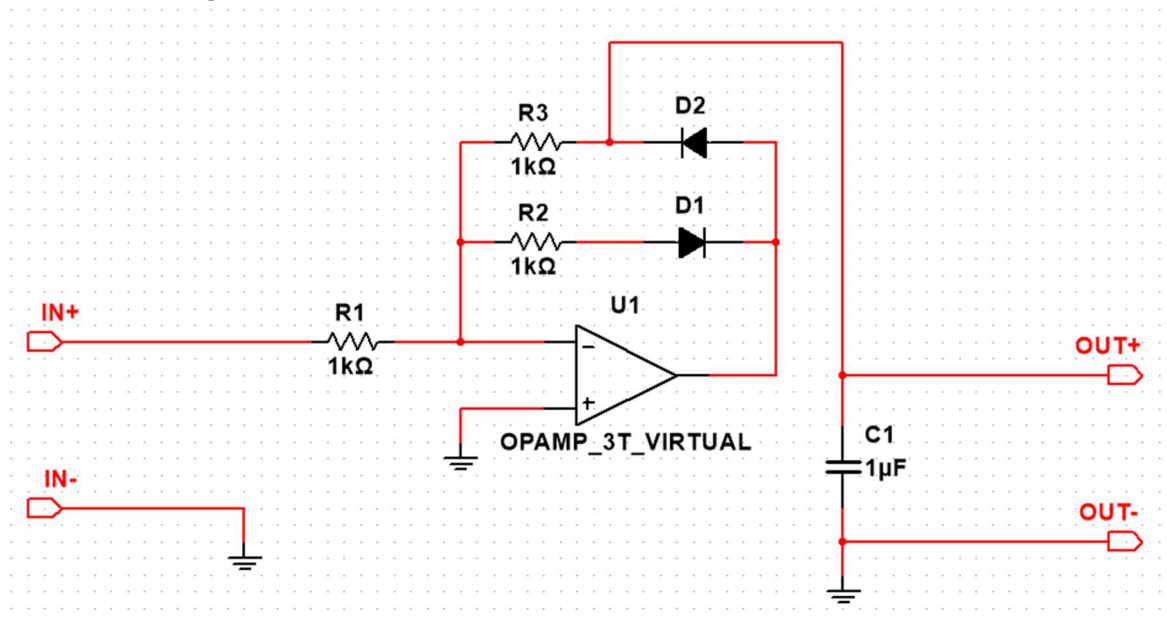 D2
R3
1kΩ
D1
R2
1kΩ
U1
IN+
R1
1kΩ
OUT+
−
+
OPAMP_3T_VIRTUAL
C1
1µF
IN-
OUT-